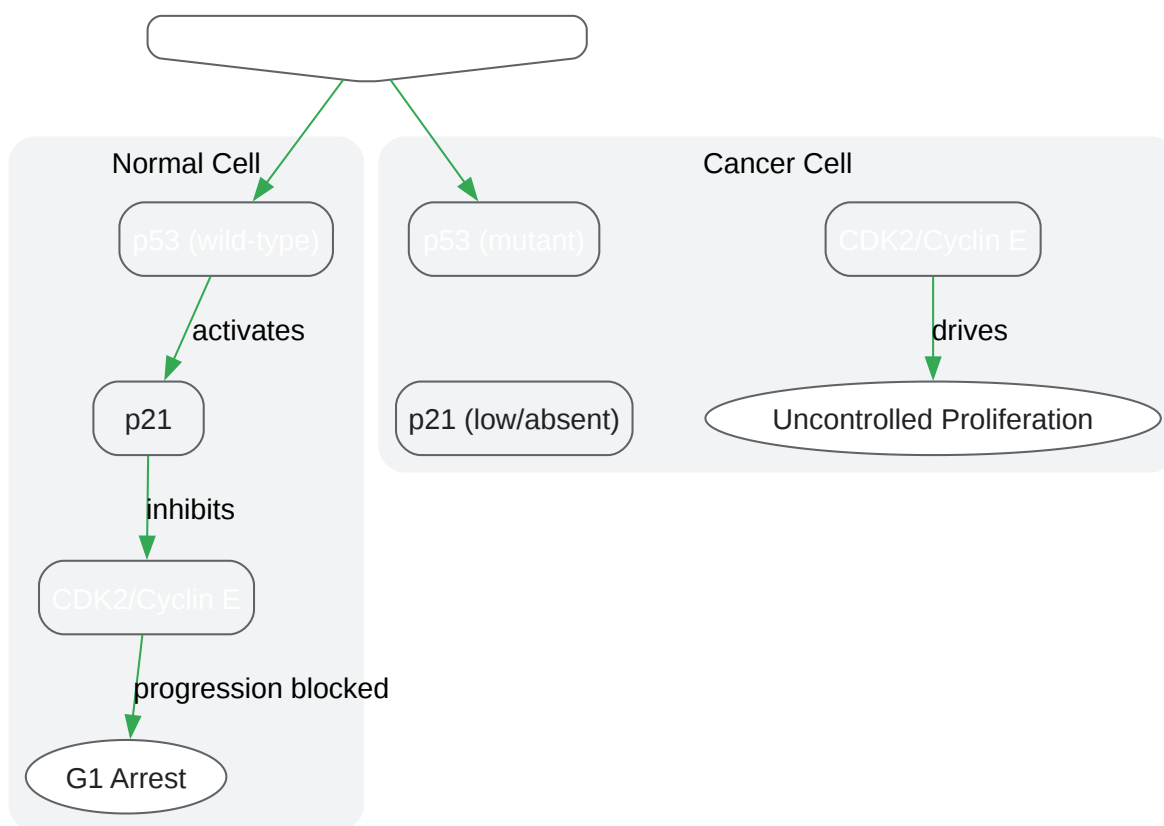 Normal Cell
Cancer Cell
p53 (wild-type)
p53 (mutant)
CDK2/Cyclin E
activates
drives
p21
p21 (low/absent)
Uncontrolled Proliferation
inhibits
CDK2/Cyclin E
progression blocked
G1 Arrest